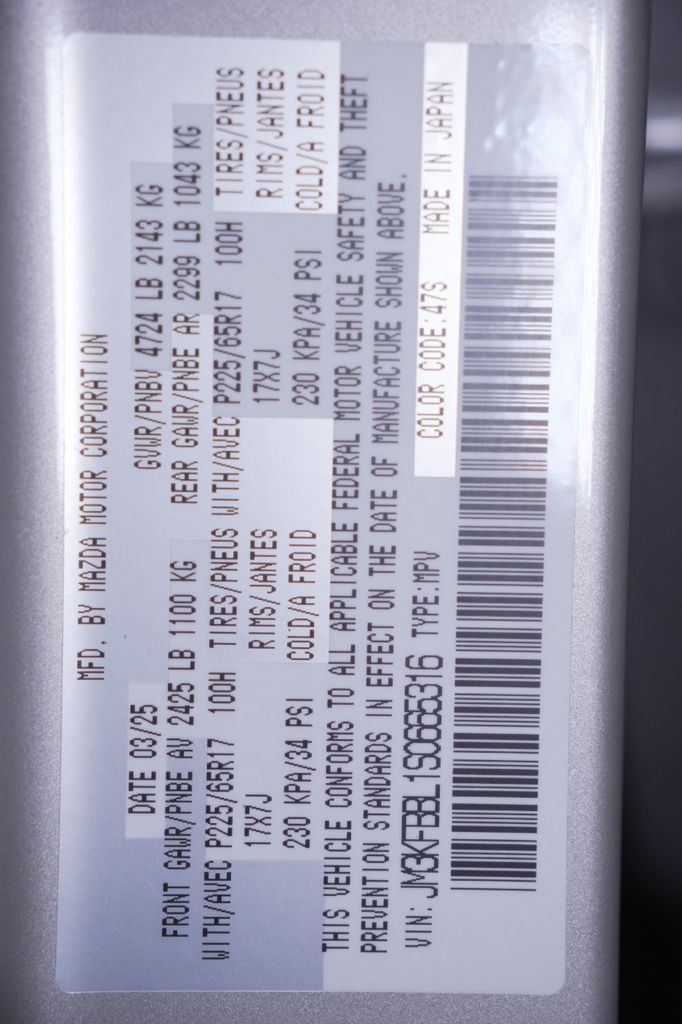 MFD. BY MAZDA MOTOR CORPORATION
DATE 03/25 GVWR/PNBV 4724 LB 2143 KG
FRONT GAWR/PNBE AV 2425 LB 1100 KG REAR GAWR/PNBE AR 2299 LB 1043 KG
WITH/AVEC P225/65R17 100H TIRES/PNEUS WITH/AVEC P225/65R17 100H TIRES/PNEUS
17X7J RIMS/JANTES 17X7J RIMS/JANTES
230 KPA/34 PSI COLD/A FROID 230 KPA/34 PSI COLD/A FROID
THIS VEHICLE CONFORMS TO ALL APPLICABLE FEDERAL MOTOR VEHICLE SAFETY AND THEFT
PREVENTION STANDARDS IN EFFECT ON THE DATE OF MANUFACTURE SHOWN ABOVE.
VIN: JM3KFBBL1S0665316 TYPE:MPV COLOR CODE:47S MADE IN JAPAN